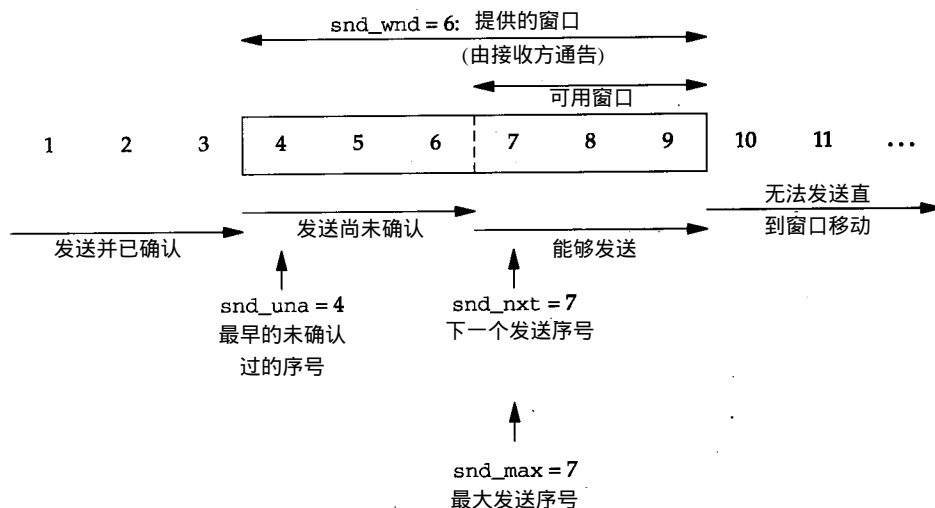 snd_wnd = 6: 提供的窗口
(由接收方通告)
可用窗口
1 2 3 4 5 6 7 8 9 10 11 ...
发送并已确认
发送尚未确认
能够发送
无法发送直
到窗口移动
snd_una = 4
最早的未确认
过的序号
snd_nxt = 7
下一个发送序号
snd_max = 7
最大发送序号